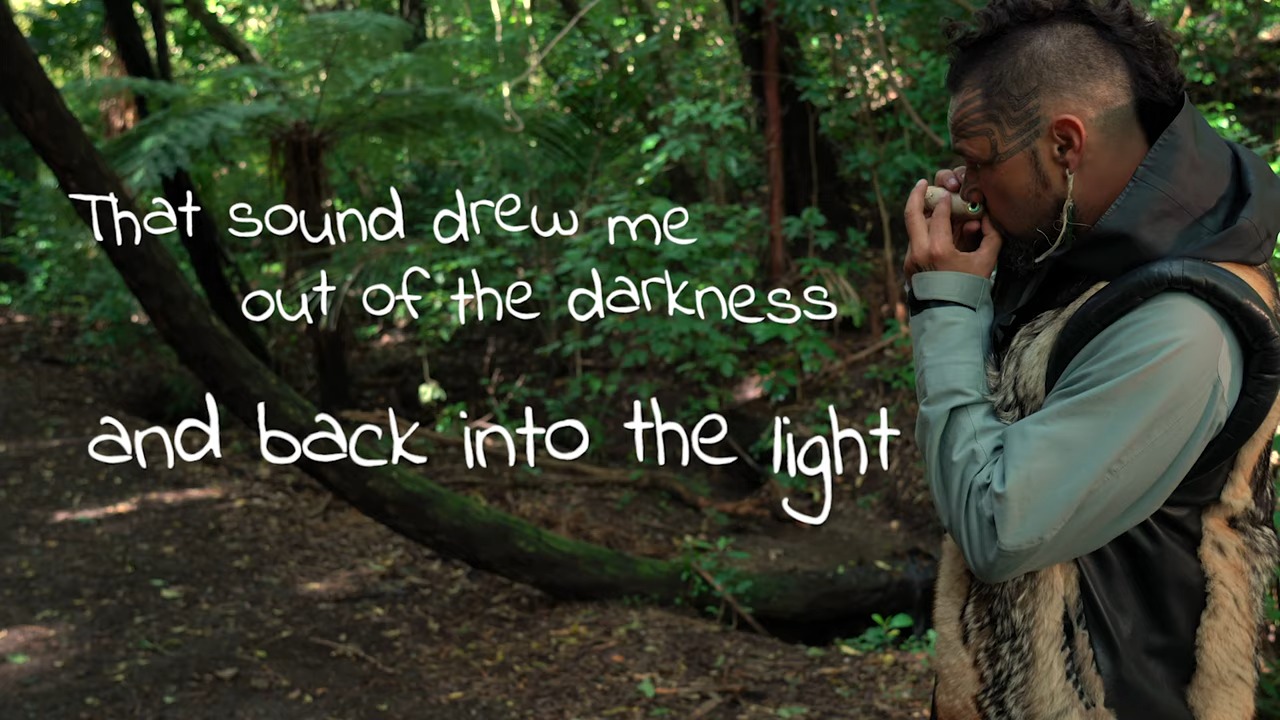 That sound drew me
out of the darkness
and back into the light